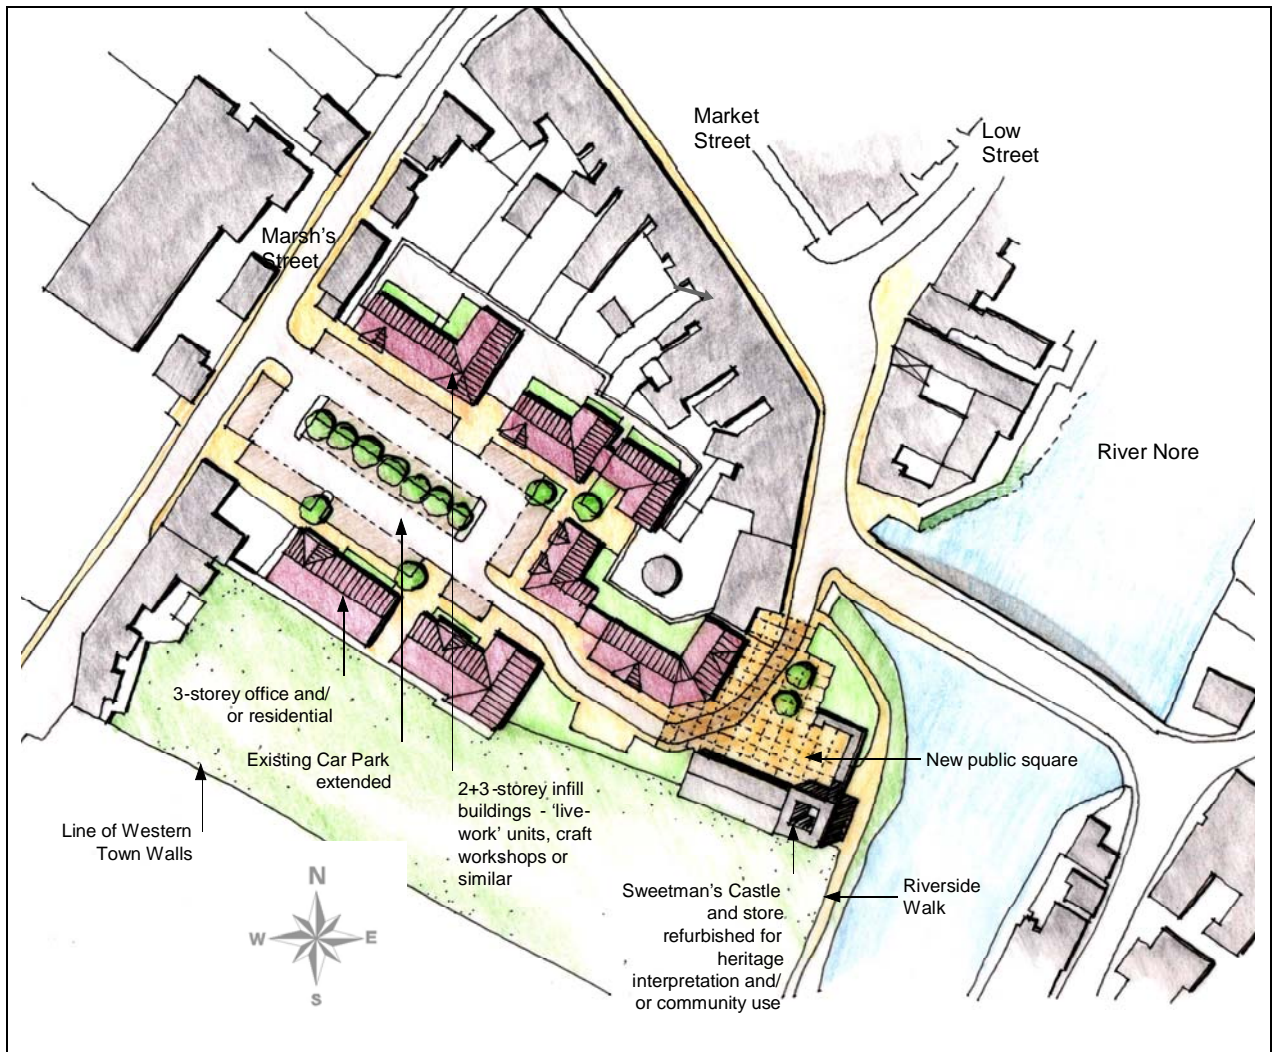 Market
Street
Low
Street
Marsh's
Street
River Nore
3-storey office and/
or residential
Existing Car Park
extended
New public square
2+3-storey infill
buildings - 'live-
work' units, craft
workshops or
similar
Line of Western
Town Walls
Sweetman's Castle
and store
refurbished for
heritage
interpretation and/
or community use
Riverside
Walk
N
W
E
S